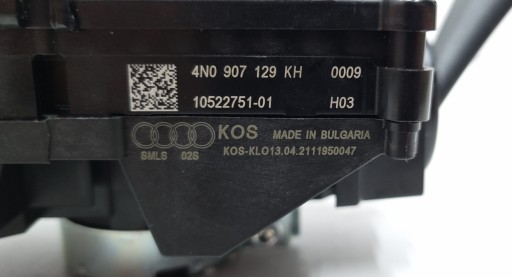 4N0 907 129 KH 0009
10522751-01 H03
KOS MADE IN BULGARIA
SMLS 02S KOS-KLO13.04.2111950047